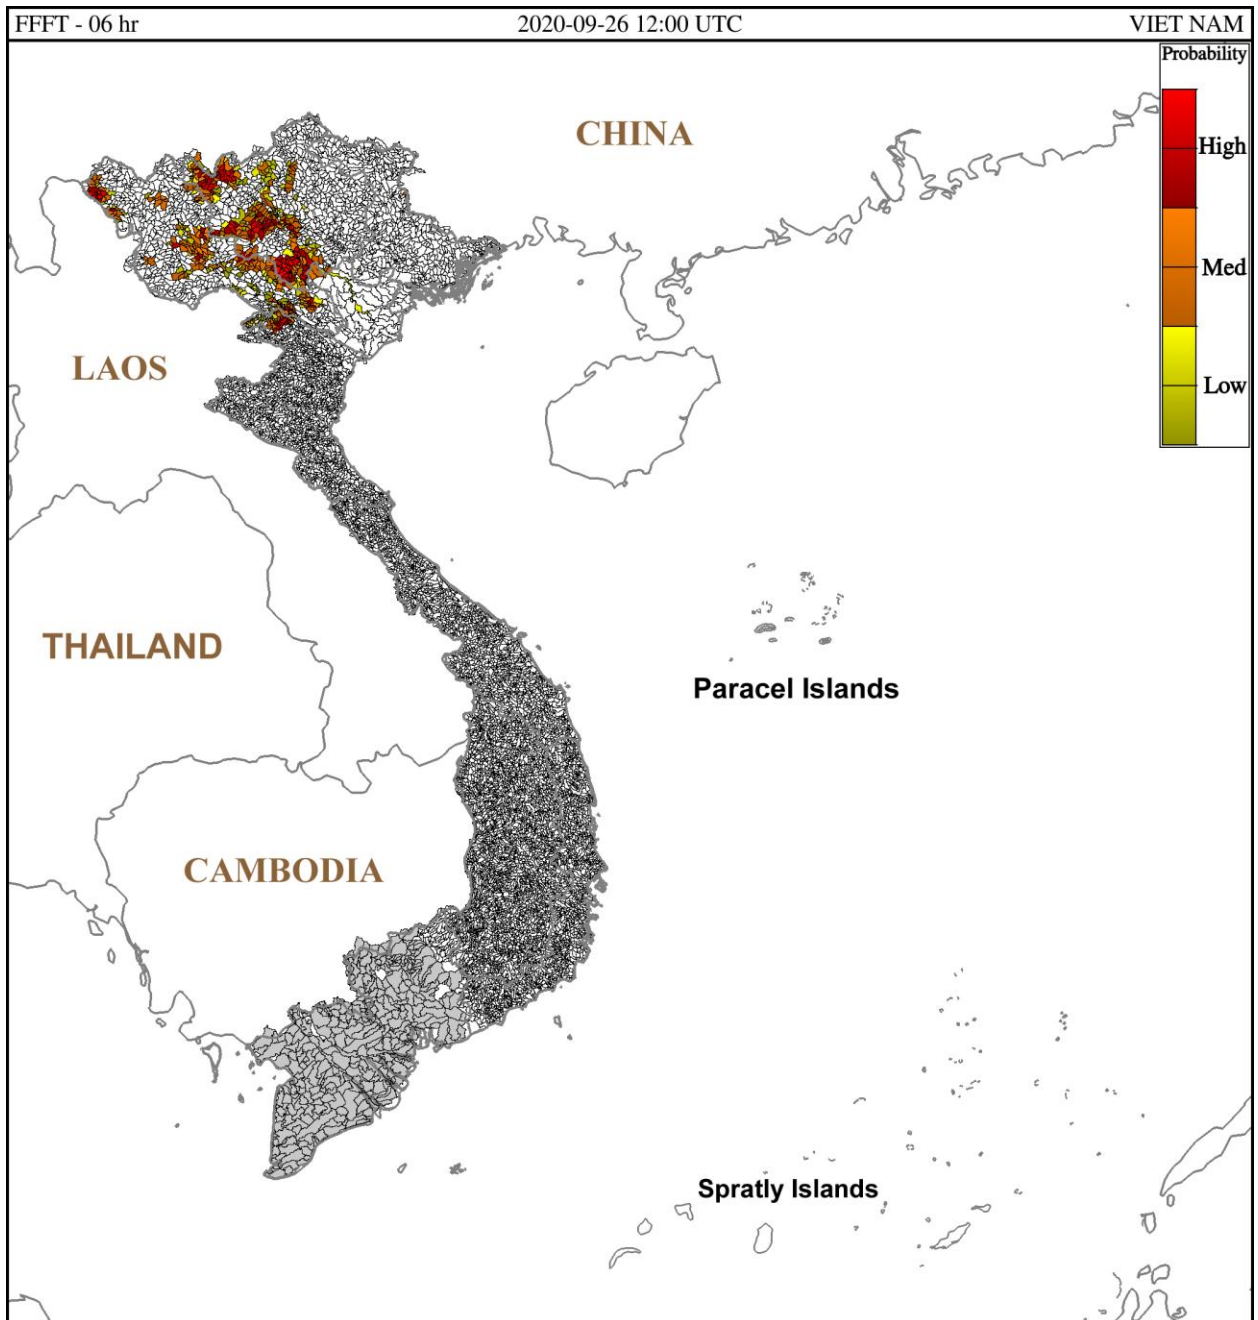 FFFT - 06 hr
2020-09-26 12:00 UTC
VIET NAM
Probability
High
Med
Low
CHINA
LAOS
THAILAND
Paracel Islands
CAMBODIA
Spratly Islands